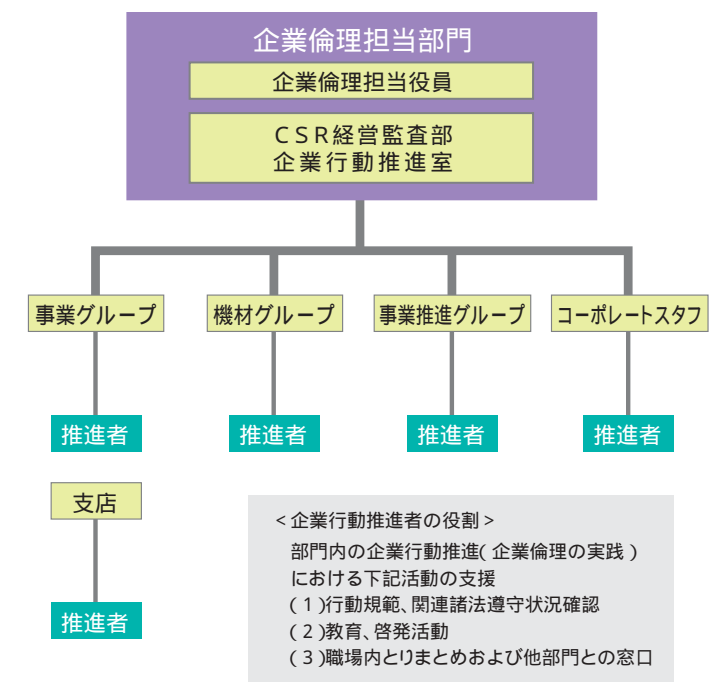 企業倫理担当部門
企業倫理担当役員
CSR経営監査部
企業行動推進室
事業グループ
機材グループ
事業推進グループ
コーポレートスタフ
推進者
推進者
推進者
推進者
支店
推進者
<企業行動推進者の役割>
部門内の企業行動推進(企業倫理の実践)
における下記活動の支援
(1)行動規範、関連諸法遵守状況確認
(2)教育、啓発活動
(3)職場内とりまとめおよび他部門との窓口